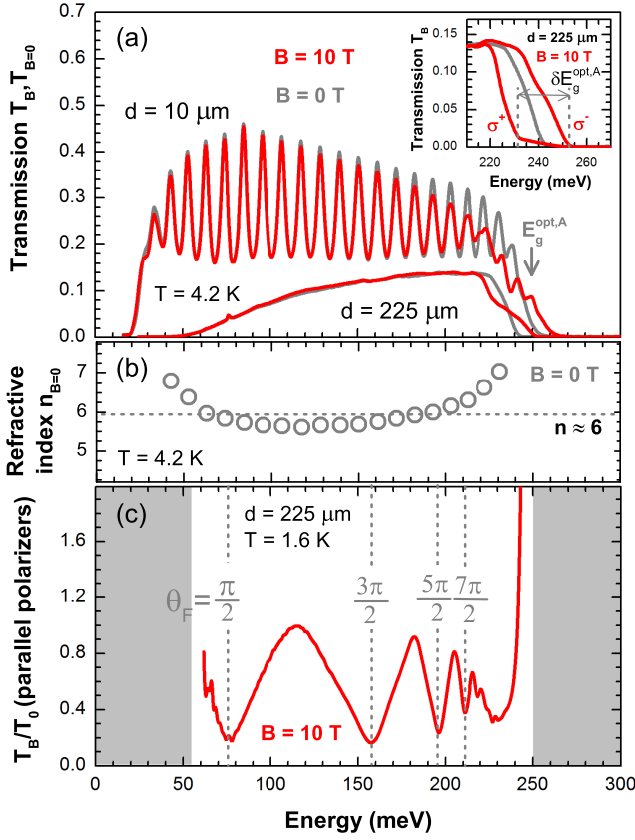 (a)
B = 10 T
B = 0 T
d = 10 μm
T = 4.2 K
d = 225 μm
E_g^opt,A
Transmission T_B, T_B=0
0.7
0.6
0.5
0.4
0.3
0.2
0.1
0.0
d = 225 μm
B = 10 T
δE_g^opt,A
σ⁺
σ⁻
Transmission T_B
0.15
0.10
0.05
0.00
220 240 260
Energy (meV)
(b)
B = 0 T
n ≈ 6
T = 4.2 K
Refractive
index n_B=0
7
6
5
(c)
d = 225 μm
T = 1.6 K
θ_F = π/2
3π/2
5π/2
7π/2
B = 10 T
T_B/T_0 (parallel polarizers)
1.6
1.2
0.8
0.4
0.0
0 50 100 150 200 250 300
Energy (meV)